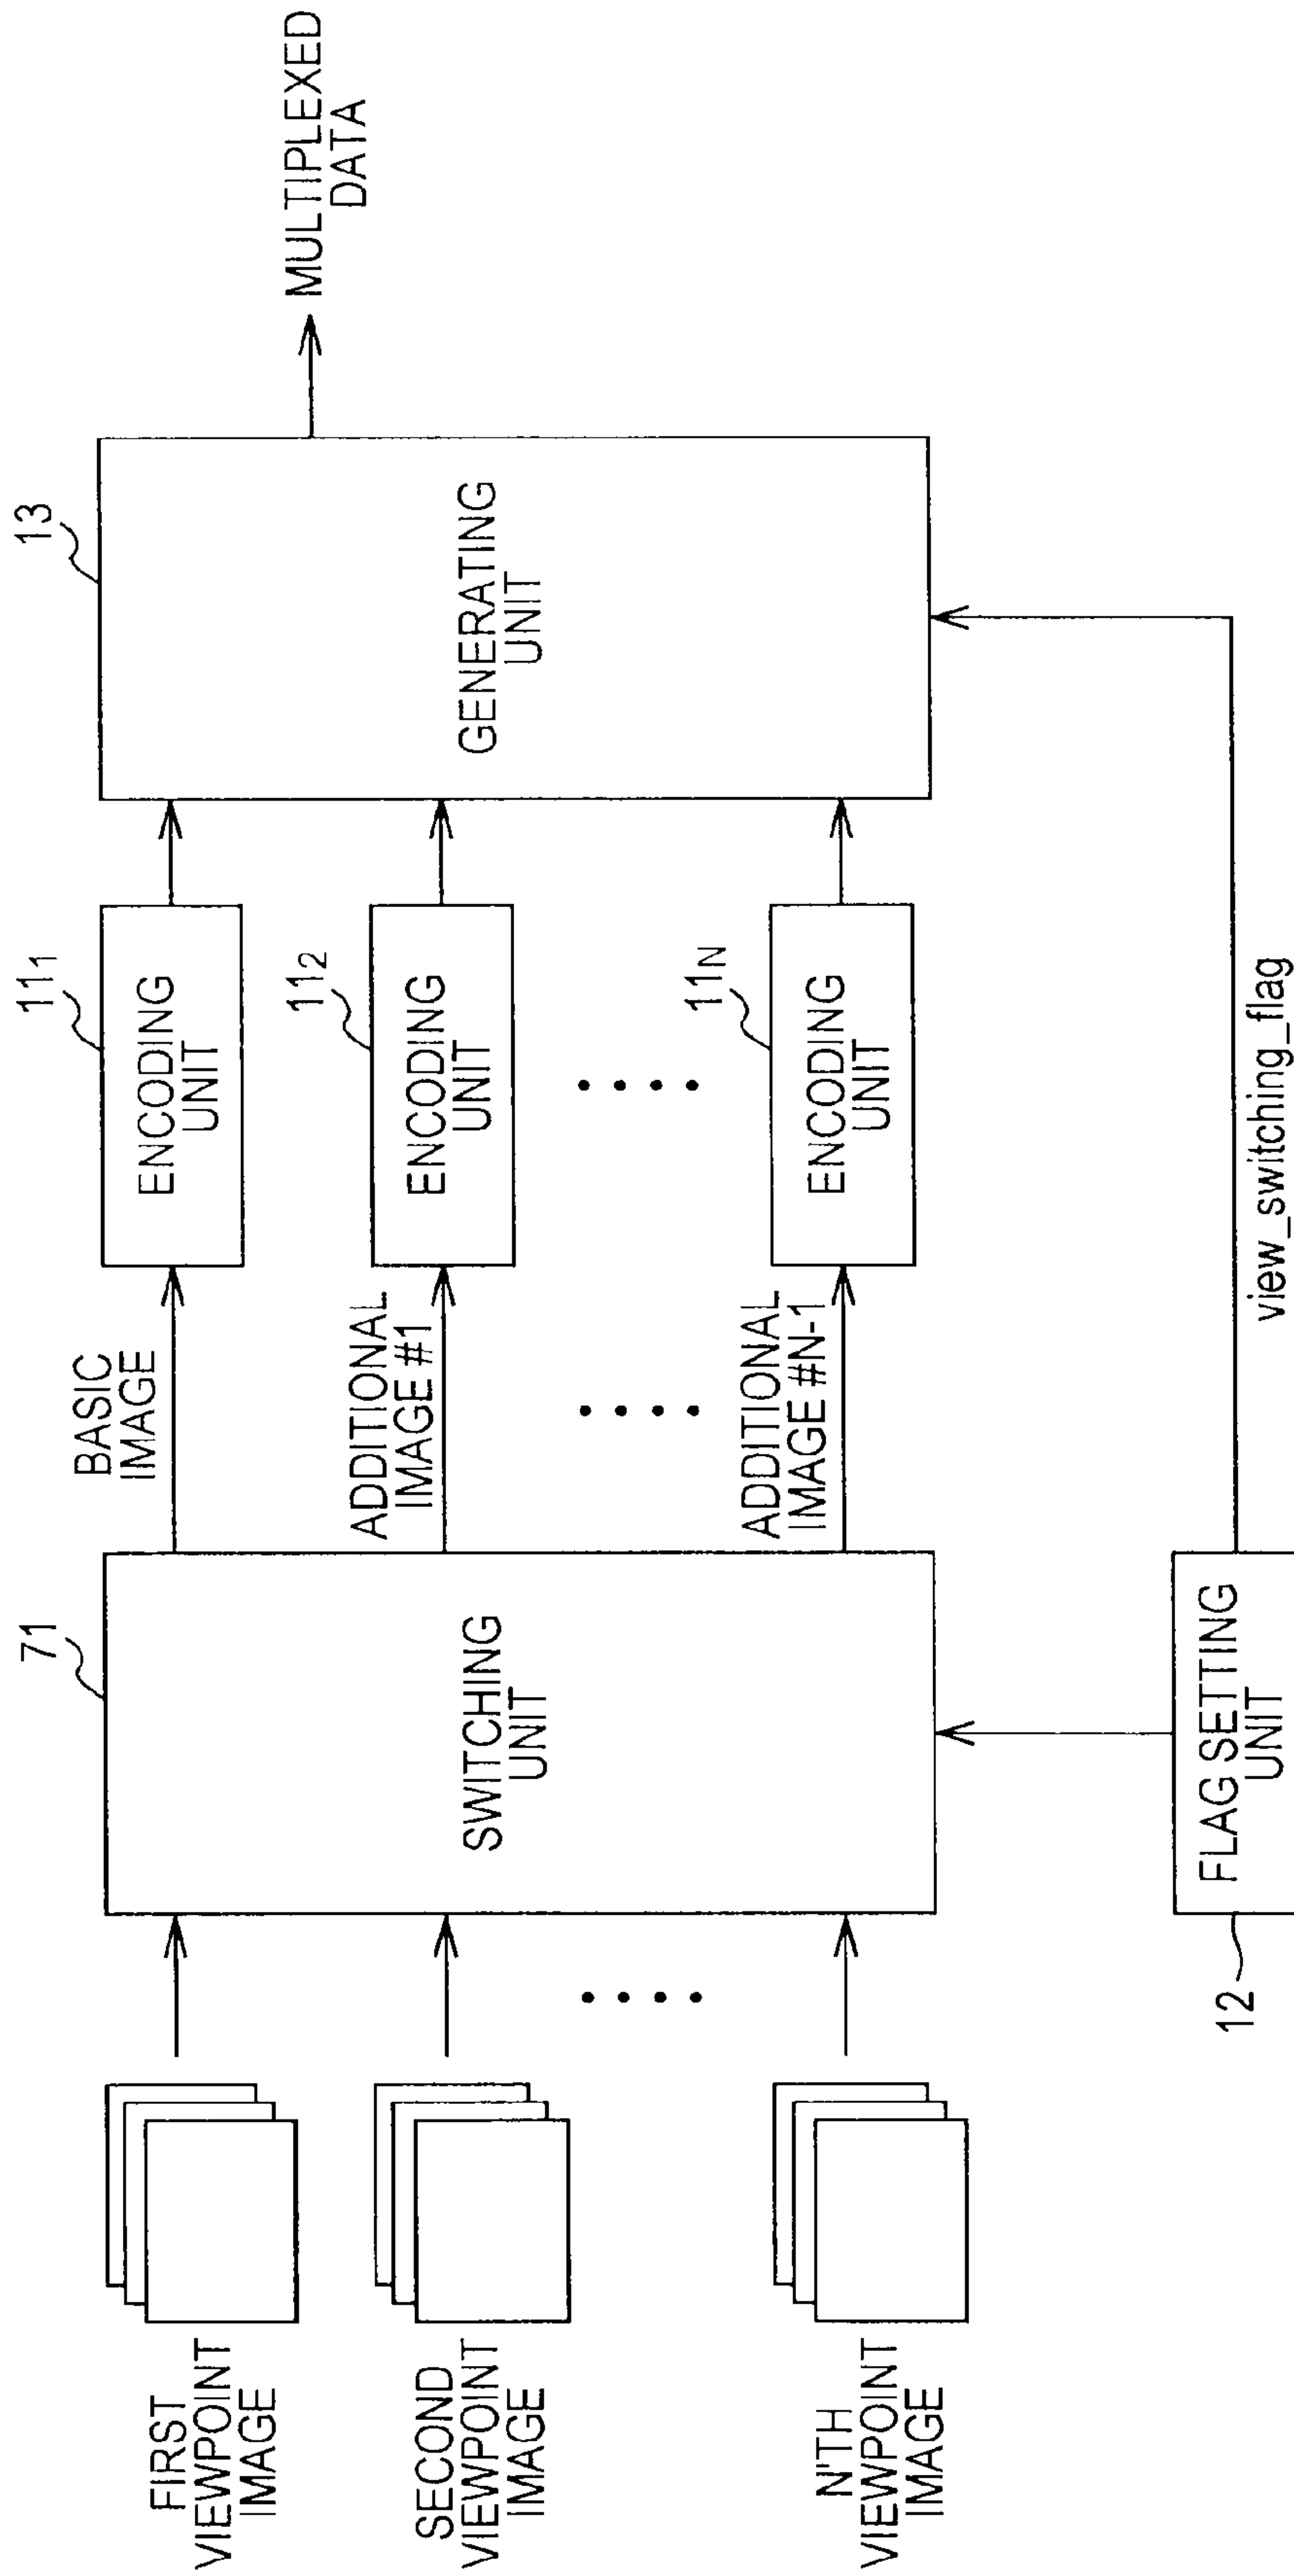 FIRST
VIEWPOINT
IMAGE
SECOND
VIEWPOINT
IMAGE
N'TH
VIEWPOINT
IMAGE
71
SWITCHING
UNIT
12
FLAG SETTING
UNIT
BASIC
IMAGE
ADDITIONAL
IMAGE #1
ADDITIONAL
IMAGE #N-1
11₁
ENCODING
UNIT
11₂
ENCODING
UNIT
11N
ENCODING
UNIT
view_switching_flag
13
GENERATING
UNIT
MULTIPLEXED
DATA